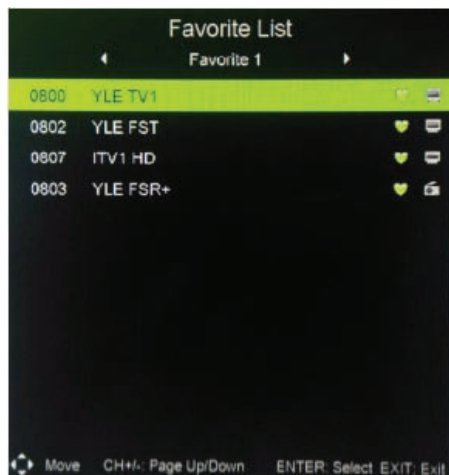 Favorite List
Favorite 1
0800 YLE TV1
0802 YLE FST
0807 ITV1 HD
0803 YLE FSR+
Move CH+/-: Page Up/Down ENTER: Select EXIT: Exit